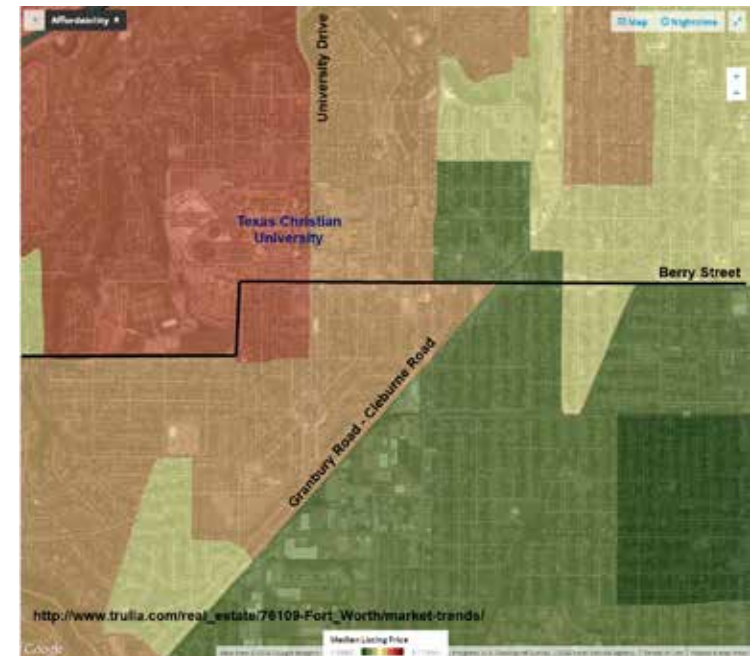 Affordability
Map
Nighttime
University Drive
Texas Christian
University
Berry Street
Granbury Road - Cleburne Road
http://www.trulia.com/real_estate/76109-Fort_Worth/market-trends/
Median Listing Price
Google